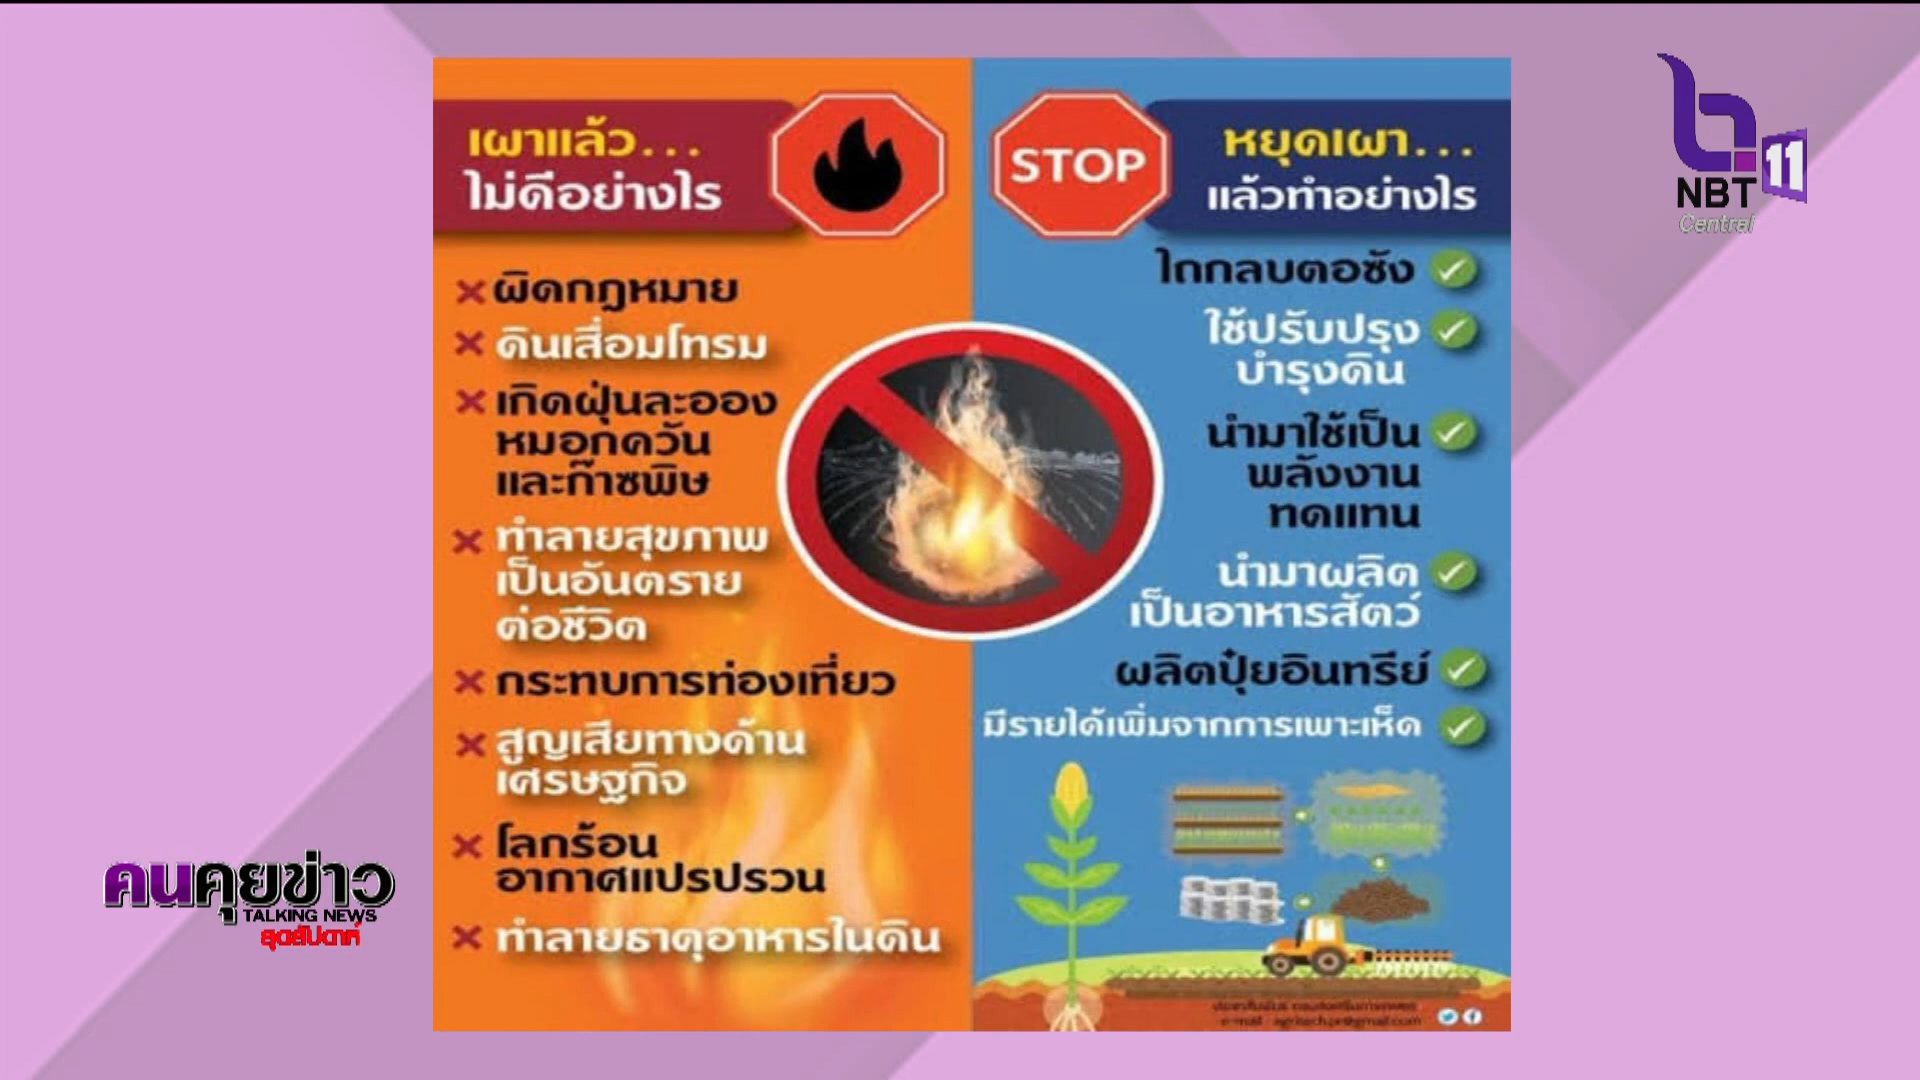 เผาแล้ว...
ไม่ดีอย่างไร
ผิดกฎหมาย
ดินเสื่อมโทรม
เกิดฝุ่นละออง
หมอกควัน
และก๊าซพิษ
ทำลายสุขภาพ
เป็นอันตราย
ต่อชีวิต
กระทบการท่องเที่ยว
สูญเสียทางด้าน
เศรษฐกิจ
โลกร้อน
อากาศแปรปรวน
ทำลายธาตุอาหารในดิน
STOP
หยุดเผา...
แล้วทำอย่างไร
ไถกลบตอซัง
ใช้ปรับปรุง
บำรุงดิน
นำมาใช้เป็น
พลังงาน
ทดแทน
นำมาผลิต
เป็นอาหารสัตว์
ผลิตปุ๋ยอินทรีย์
มีรายได้เพิ่มจากการเพาะเห็ด
NBT 11
Central
คนคุยข่าว
TALKING NEWS
สุดสัปดาห์